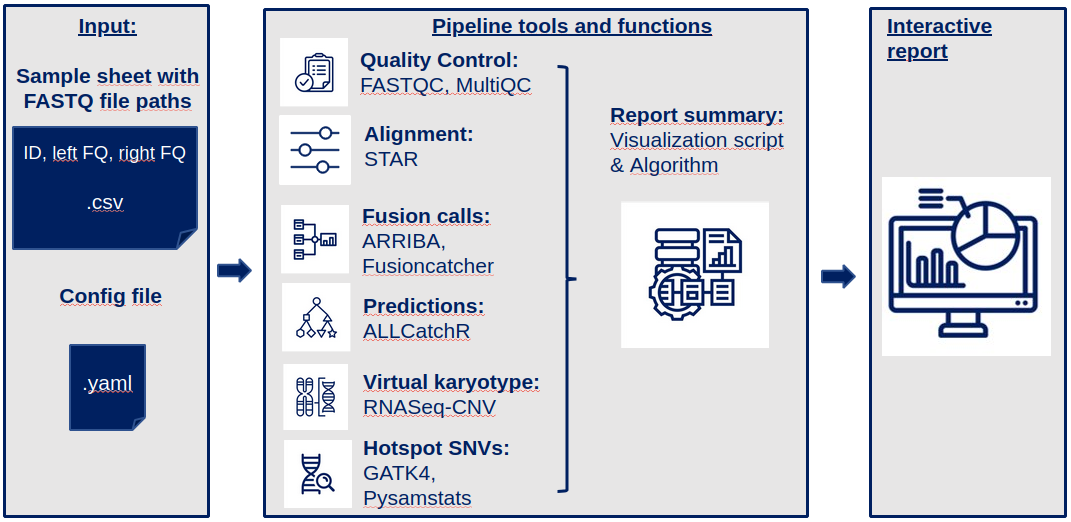 Input:
Sample sheet with
FASTQ file paths
ID, left FQ, right FQ
.csv
Config file
.yaml
Pipeline tools and functions
Quality Control:
FASTQC, MultiQC
Alignment:
STAR
Fusion calls:
ARRIBA,
Fusioncatcher
Predictions:
ALLCatchR
Virtual karyotype:
RNASeq-CNV
Hotspot SNVs:
GATK4,
Pysamstats
Report summary:
Visualization script
& Algorithm
Interactive
report